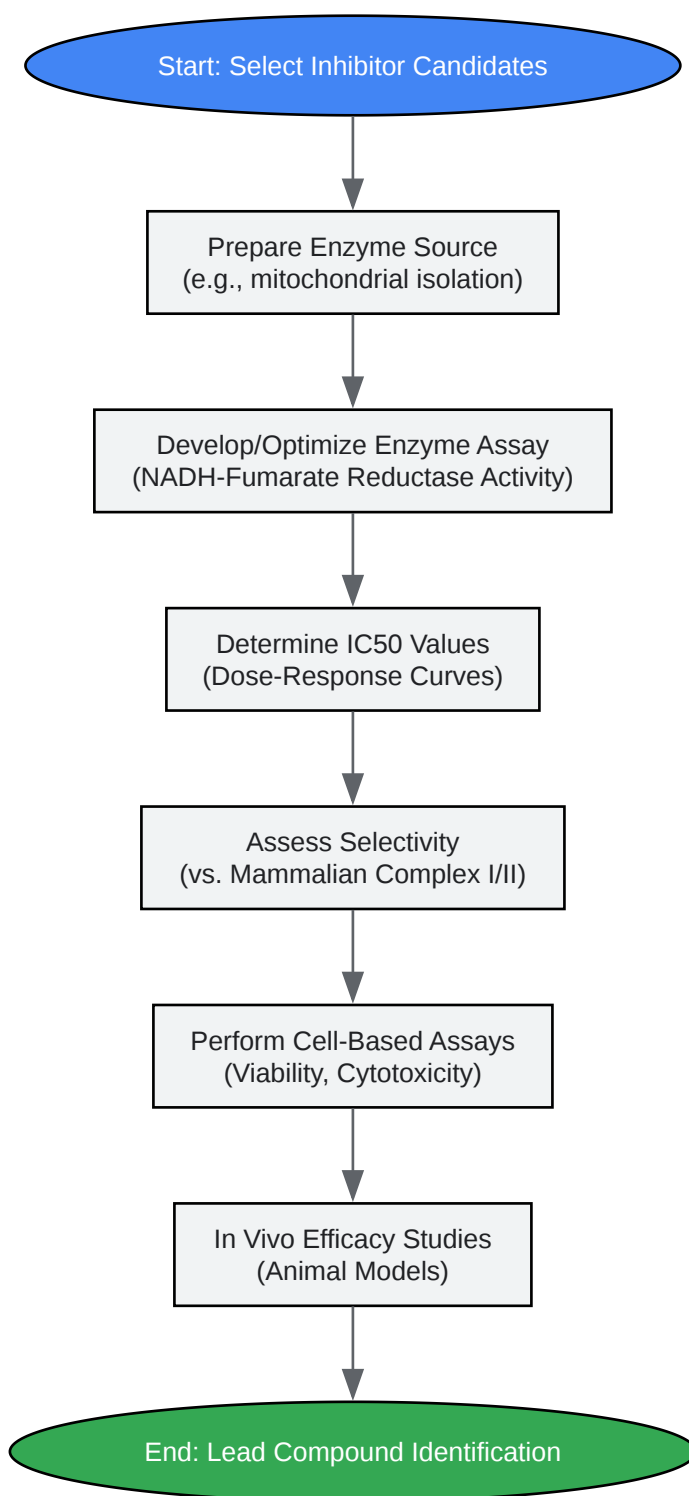 Start: Select Inhibitor Candidates
Prepare Enzyme Source
(e.g., mitochondrial isolation)
Develop/Optimize Enzyme Assay
(NADH-Fumarate Reductase Activity)
Determine IC50 Values
(Dose-Response Curves)
Assess Selectivity
(vs. Mammalian Complex I/II)
Perform Cell-Based Assays
(Viability, Cytotoxicity)
In Vivo Efficacy Studies
(Animal Models)
End: Lead Compound Identification